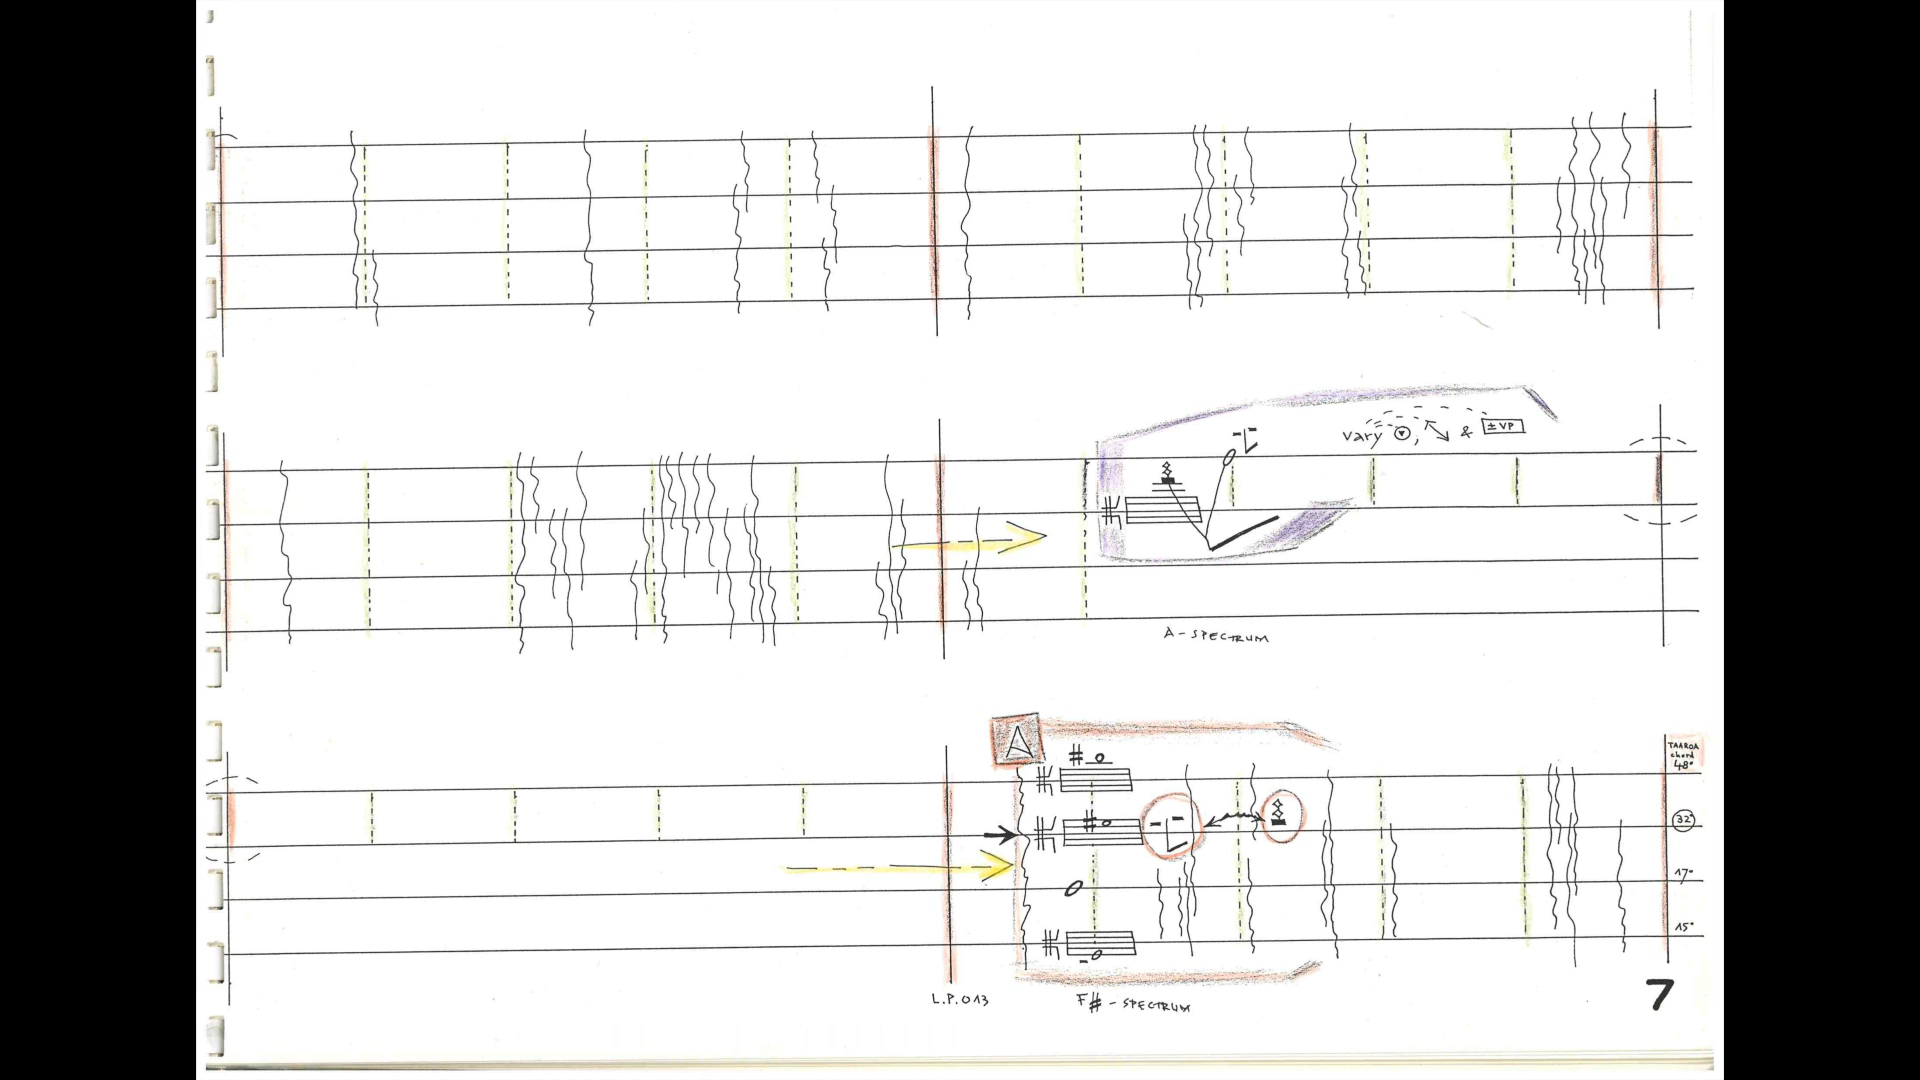 vary ▾, & ± VP
A - SPECTRUM
A
TAAROA
chord
48°
32°
17°
15°
L.P. 013
F# - SPECTRUM
7